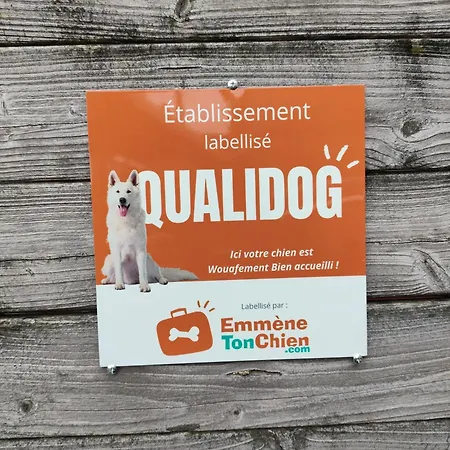 Établissement
labellisé
QUALIDOG
Ici votre chien est
Wouafement Bien accueilli !
Labellisé par :
Emmène
TonChien
.com